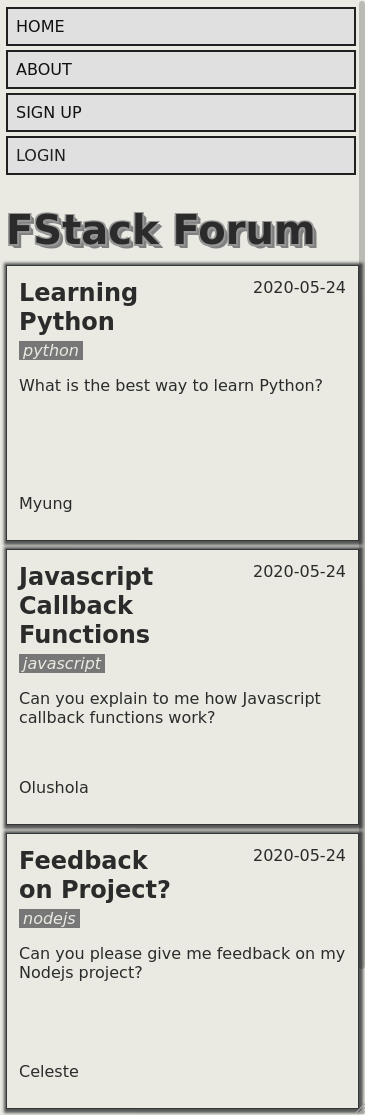 HOME
ABOUT
SIGN UP
LOGIN
FStack Forum
Learning
Python
2020-05-24
python
What is the best way to learn Python?
Myung
Javascript
Callback
Functions
2020-05-24
javascript
Can you explain to me how Javascript
callback functions work?
Olushola
Feedback
on Project?
2020-05-24
nodejs
Can you please give me feedback on my
Nodejs project?
Celeste